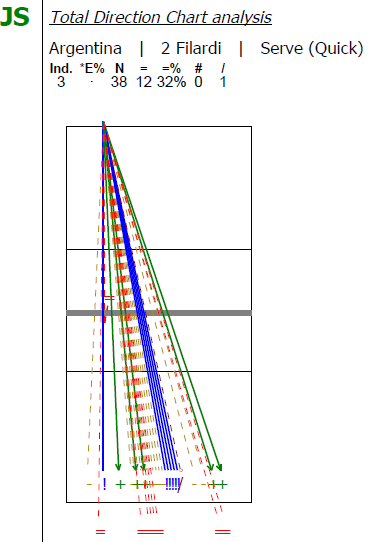 JS
Total Direction Chart analysis
Argentina | 2 Filardi | Serve (Quick)
Ind. *E% N = =% # /
3 . 38 12 32% 0 1